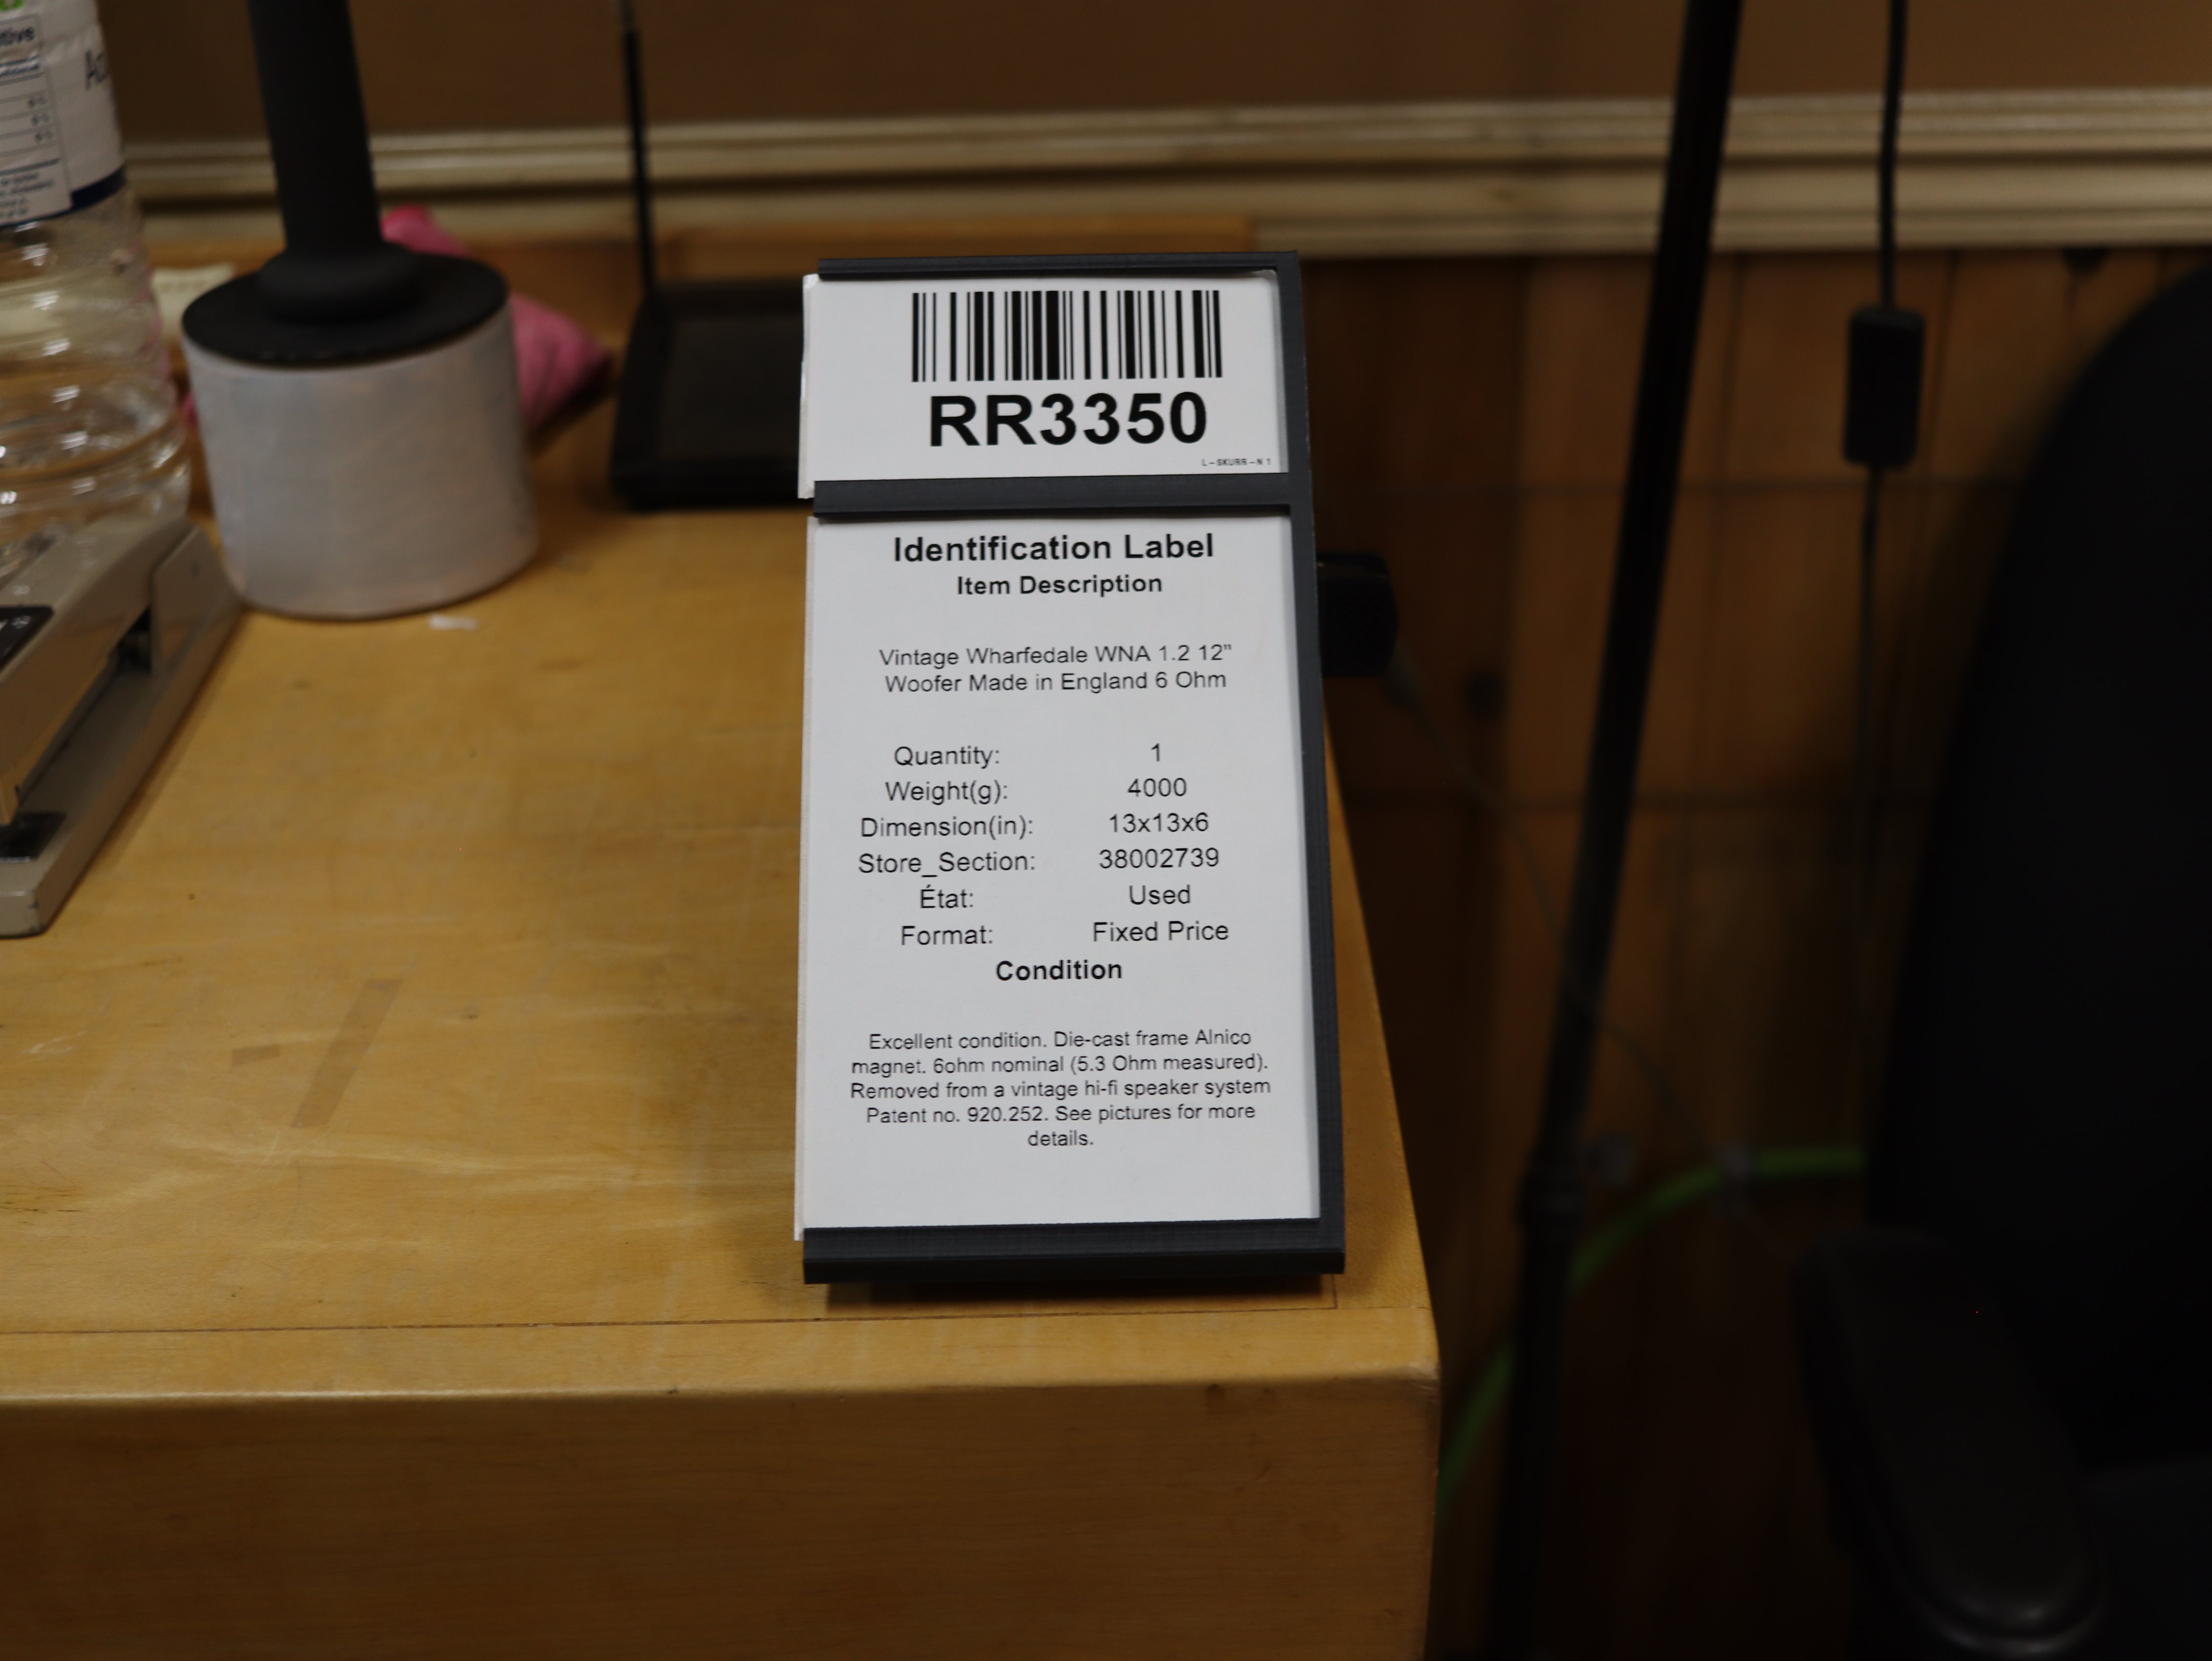 RR3350
L-SKURR-N 1
Identification Label
Item Description
Vintage Wharfedale WNA 1.2 12"
Woofer Made in England 6 Ohm
Quantity: 1
Weight(g): 4000
Dimension(in): 13x13x6
Store_Section: 38002739
État: Used
Format: Fixed Price
Condition
Excellent condition. Die-cast frame Alnico
magnet. 6ohm nominal (5.3 Ohm measured).
Removed from a vintage hi-fi speaker system
Patent no. 920.252. See pictures for more
details.